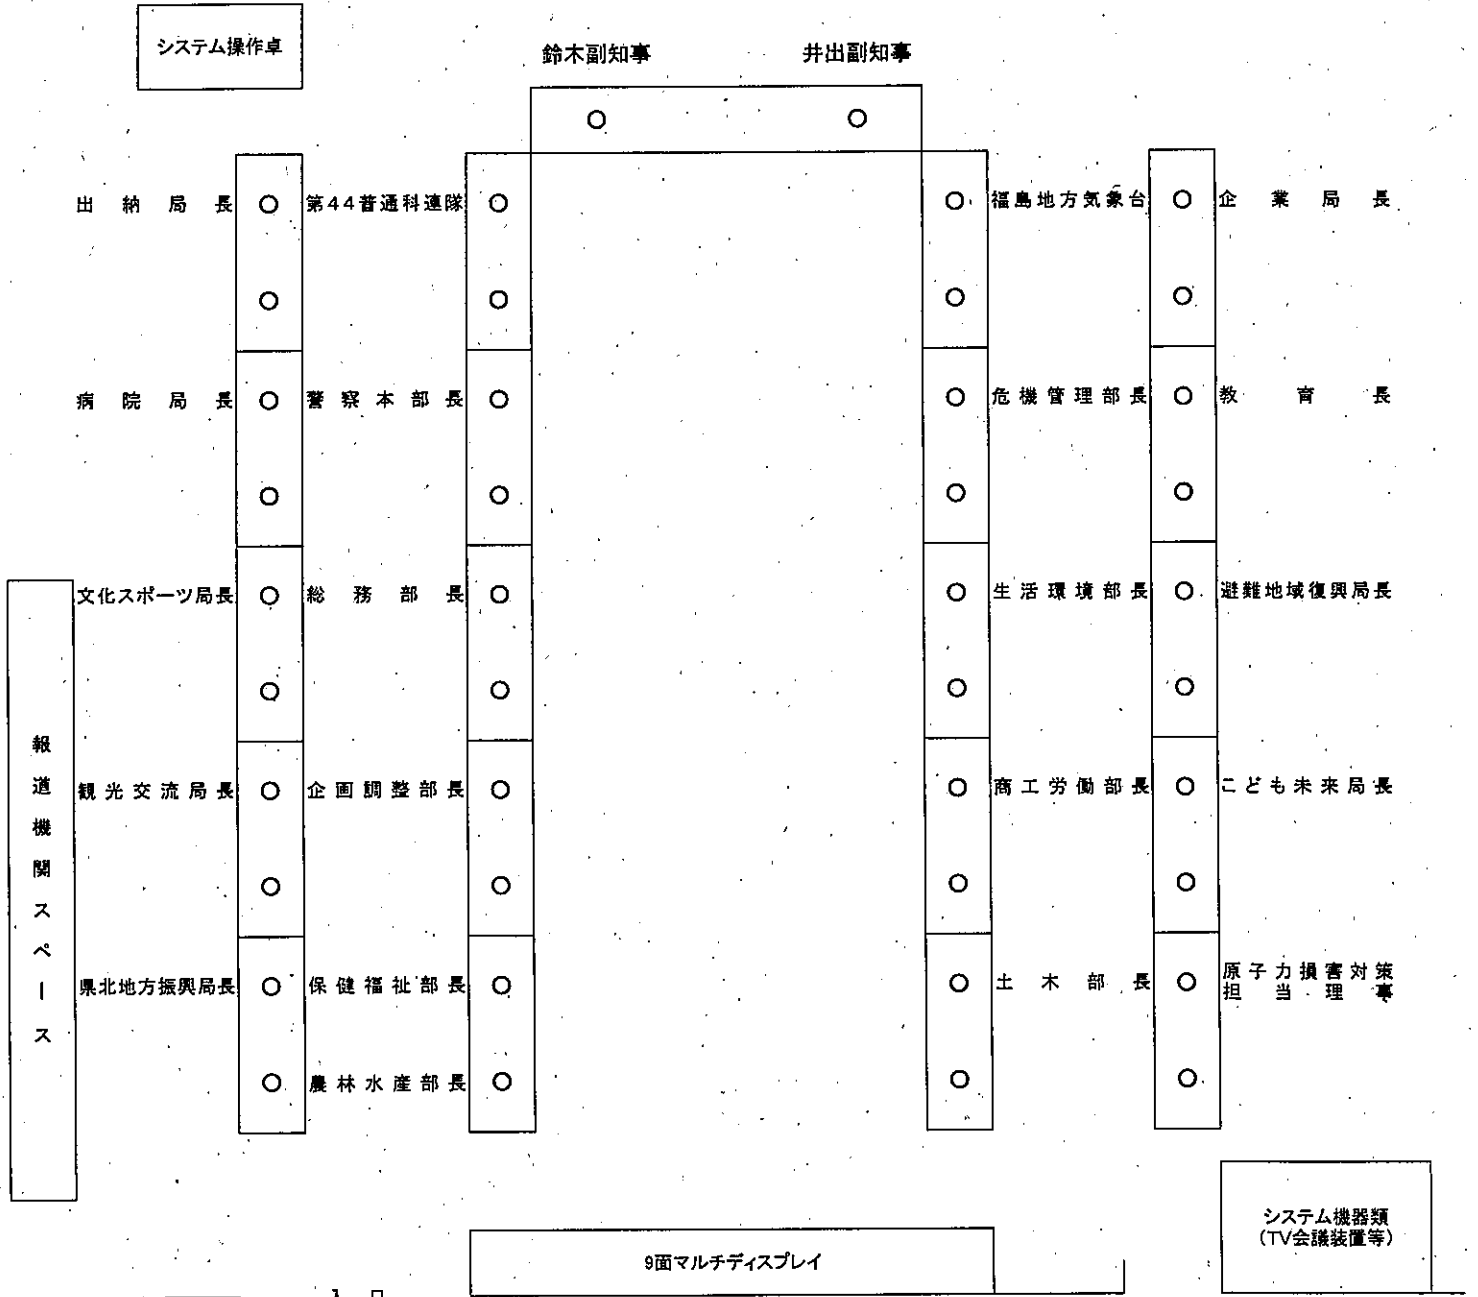 システム操作卓
鈴木副知事 井出副知事
出納局長 第44普通科連隊 福島地方気象台 企業局長
病院局長 警察本部長 危機管理部長 教育長
文化スポーツ局長 総務部長 生活環境部長 避難地域復興局長
観光交流局長 企画調整部長 商工労働部長 こども未来局長
県北地方振興局長 保健福祉部長 土木部長 原子力損害対策
担当理事
農林水産部長
報道機関スペース
9面マルチディスプレイ
システム機器類
(TV会議装置等)